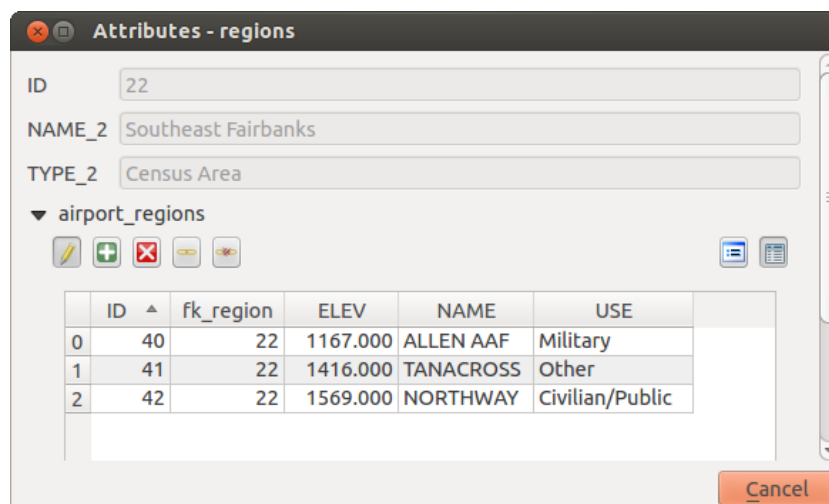 Attributes - regions
ID 22
NAME_2 Southeast Fairbanks
TYPE_2 Census Area
airport_regions
ID fk_region ELEV NAME USE
0 40 22 1167.000 ALLEN AAF Military
1 41 22 1416.000 TANACROSS Other
2 42 22 1569.000 NORTHWAY Civilian/Public
Cancel